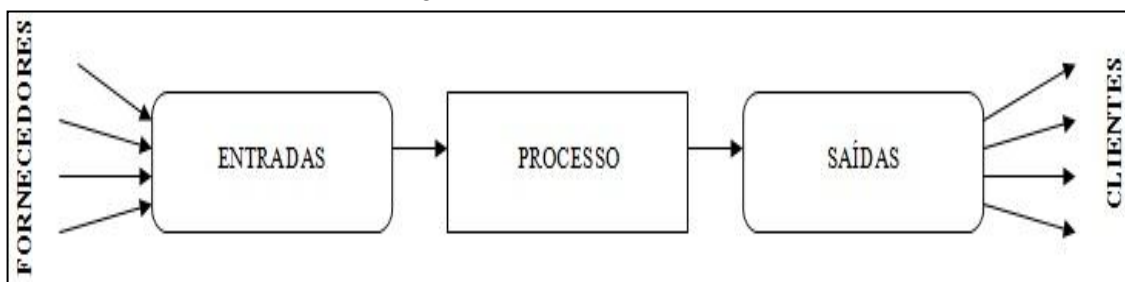 FORNECEDORES
ENTRADAS
PROCESSO
SAÍDAS
CLIENTES